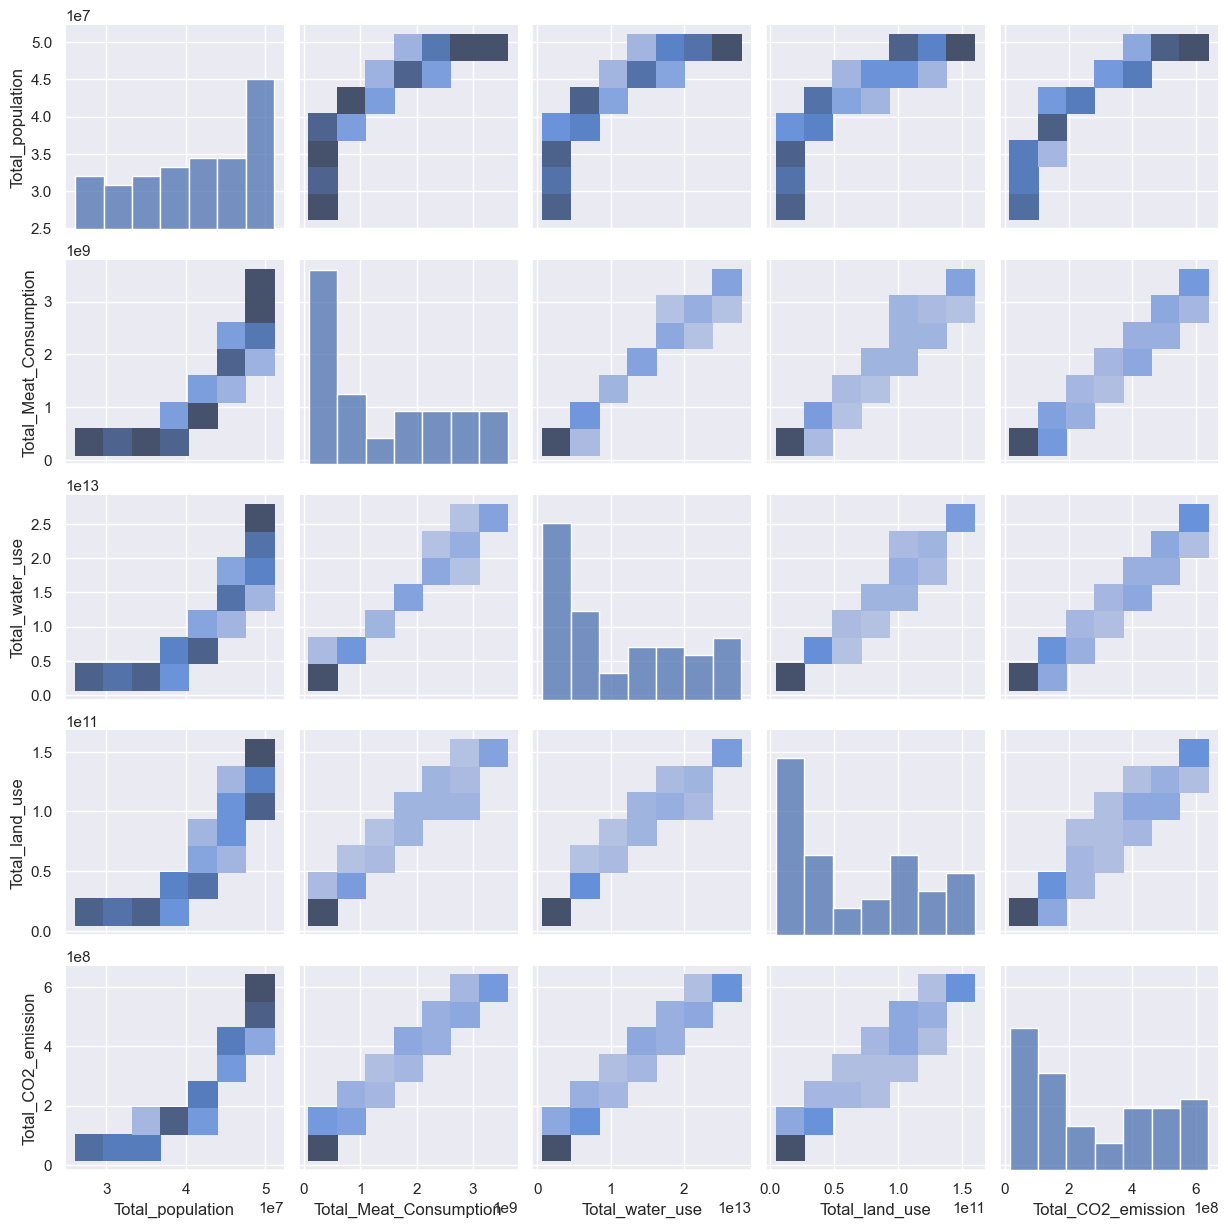 1e7
Total_population
5.0
4.5
4.0
3.5
3.0
2.5
1e9
Total_Meat_Consumption
3
2
1
0
1e13
Total_water_use
2.5
2.0
1.5
1.0
0.5
0.0
1e11
Total_land_use
1.5
1.0
0.5
0.0
1e8
Total_CO2_emission
6
4
2
0
3 4 5 0 1 2 3 0 1 2 0.0 0.5 1.0 1.5 0 2 4 6
Total_population 1e7 Total_Meat_Consumption 1e9 Total_water_use 1e13 Total_land_use 1e11 Total_CO2_emission 1e8